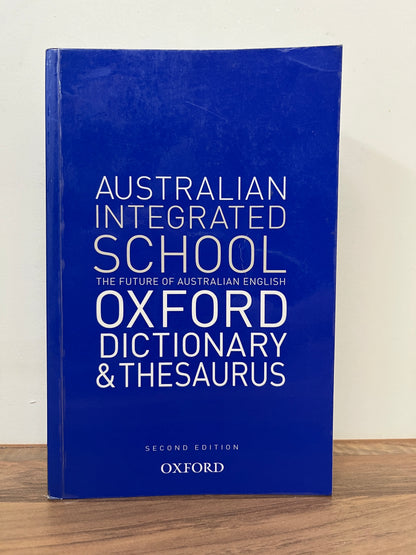 AUSTRALIAN
INTEGRATED
SCHOOL
THE FUTURE OF AUSTRALIAN ENGLISH
OXFORD
DICTIONARY
& THESAURUS
SECOND EDITION
OXFORD